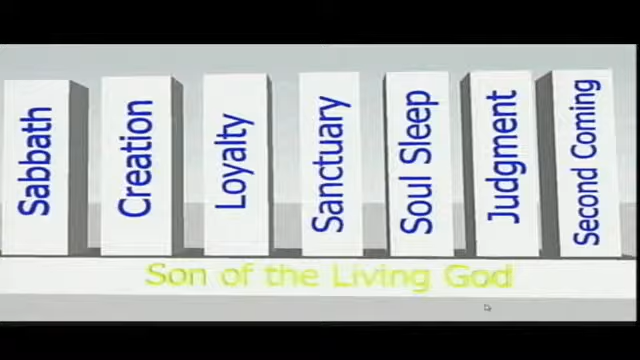 Sabbath
Creation
Loyalty
Sanctuary
Soul Sleep
Judgment
Second Coming
Son of the Living God